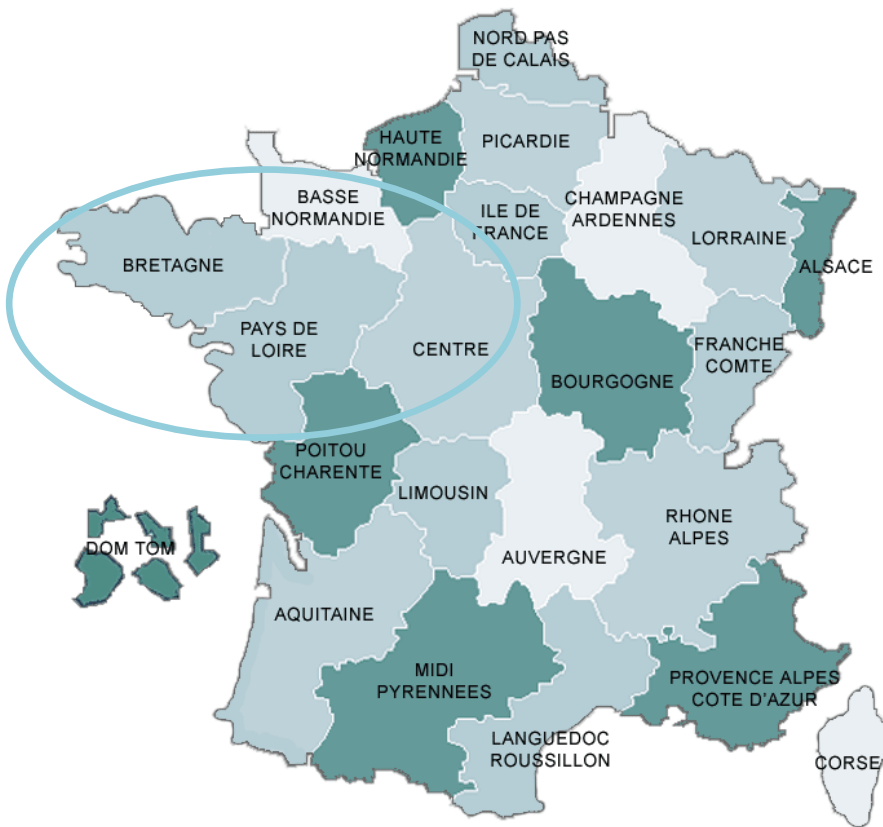 NORD PAS
DE CALAIS
HAUTE
NORMANDIE
PICARDIE
BASSE
NORMANDIE
ILE DE
FRANCE
CHAMPAGNE
ARDENNES
LORRAINE
ALSACE
BRETAGNE
PAYS DE
LOIRE
CENTRE
BOURGOGNE
FRANCHE
COMTE
POITOU
CHARENTE
LIMOUSIN
AUVERGNE
RHONE
ALPES
DOM TOM
AQUITAINE
MIDI
PYRENNEES
PROVENCE ALPES
COTE D'AZUR
LANGUEDOC
ROUSSILLON
CORSE